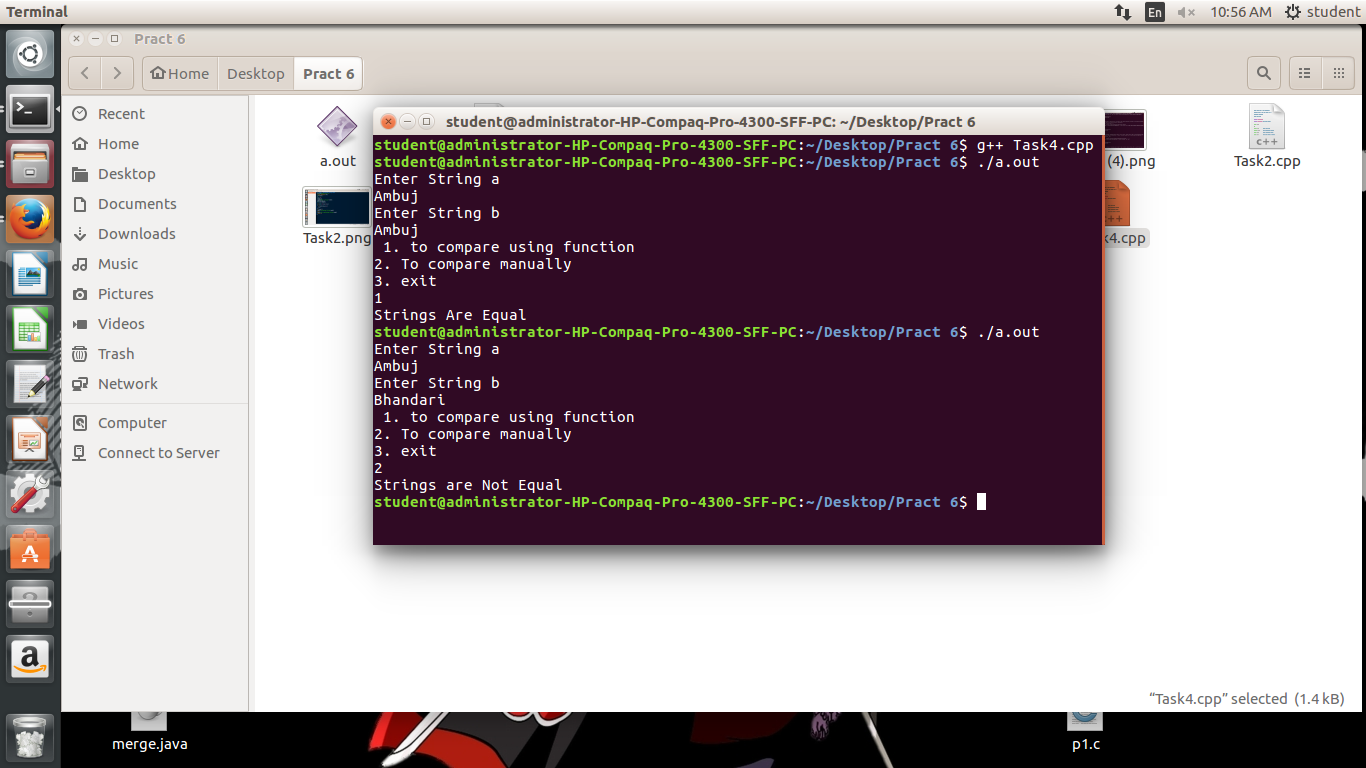 Terminal
En
10:56 AM
student
Pract 6
Home
Desktop
Pract 6
Recent
Home
Desktop
Documents
Downloads
Music
Pictures
Videos
Trash
Network
Computer
Connect to Server
a.out
(4).png
Task2.cpp
Task2.png
k4.cpp
student@administrator-HP-Compaq-Pro-4300-SFF-PC: ~/Desktop/Pract 6
student@administrator-HP-Compaq-Pro-4300-SFF-PC:~/Desktop/Pract 6$ g++ Task4.cpp
student@administrator-HP-Compaq-Pro-4300-SFF-PC:~/Desktop/Pract 6$ ./a.out
Enter String a
Ambuj
Enter String b
Ambuj
 1. to compare using function
2. To compare manually
3. exit
1
Strings Are Equal
student@administrator-HP-Compaq-Pro-4300-SFF-PC:~/Desktop/Pract 6$ ./a.out
Enter String a
Ambuj
Enter String b
Bhandari
 1. to compare using function
2. To compare manually
3. exit
2
Strings are Not Equal
student@administrator-HP-Compaq-Pro-4300-SFF-PC:~/Desktop/Pract 6$
“Task4.cpp” selected (1.4 kB)
merge.java
p1.c